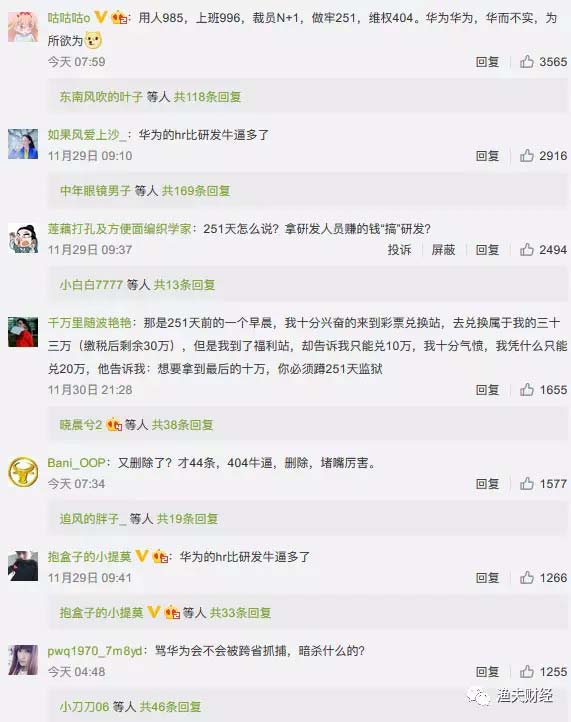 咕咕咕o：用人985，上班996，裁员N+1，做牢251，维权404。华为华为，华而不实，为
所欲为
今天 07:59 回复 3565
东南风吹的叶子 等人 共118条回复
如果风爱上沙_：华为的hr比研发牛逼多了
11月29日 09:10 回复 2916
中年眼镜男子 等人 共169条回复
莲藕打孔及方便面编织学家：251天怎么说？拿研发人员赚的钱“搞”研发？
11月29日 09:37 投诉 屏蔽 回复 2494
小白白7777 等人 共13条回复
千万里随波艳艳：那是251天前的一个早晨，我十分兴奋的来到彩票兑换站，去兑换属于我的三十
三万（缴税后剩余30万），但是我到了福利站，却告诉我只能兑10万，我十分气愤，我凭什么只能
兑20万，他告诉我：想要拿到最后的十万，你必须蹲251天监狱
11月30日 21:28 回复 1655
晓晨兮2 等人 共38条回复
Bani_OOP：又删除了？才44条，404牛逼，删除，堵嘴厉害。
今天 07:34 回复 1577
追风的胖子_ 等人 共19条回复
抱盒子的小提莫：华为的hr比研发牛逼多了
11月29日 09:41 回复 1266
抱盒子的小提莫 等人 共33条回复
pwq1970_7m8yd：骂华为会不会被跨省抓捕，暗杀什么的？
今天 04:48 回复 1255
小刀刀06 等人 共46条回复
渔夫财经